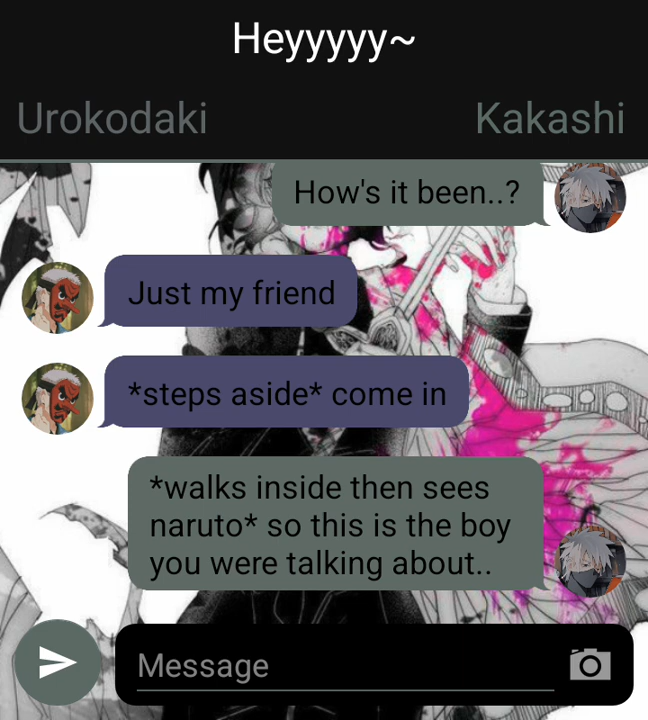 Heyyyyy~
Urokodaki
Kakashi
How's it been..?
Just my friend
*steps aside* come in
*walks inside then sees
naruto* so this is the boy
you were talking about..
Message